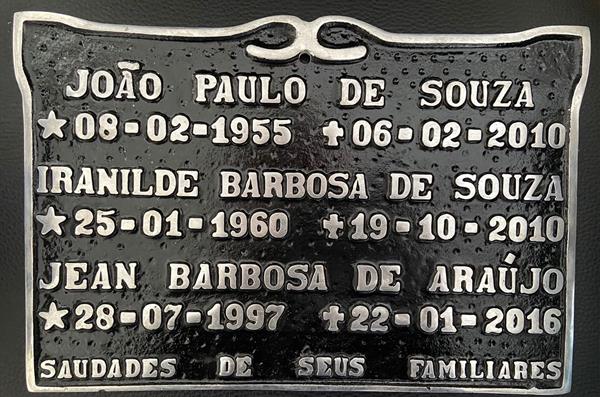 JOÃO PAULO DE SOUZA
★08-02-1955 ✝06-02-2010
IRANILDE BARBOSA DE SOUZA
★25-01-1960 ✝19-10-2010
JEAN BARBOSA DE ARAÚJO
★28-07-1997 ✝22-01-2016
SAUDADES DE SEUS FAMILIARES